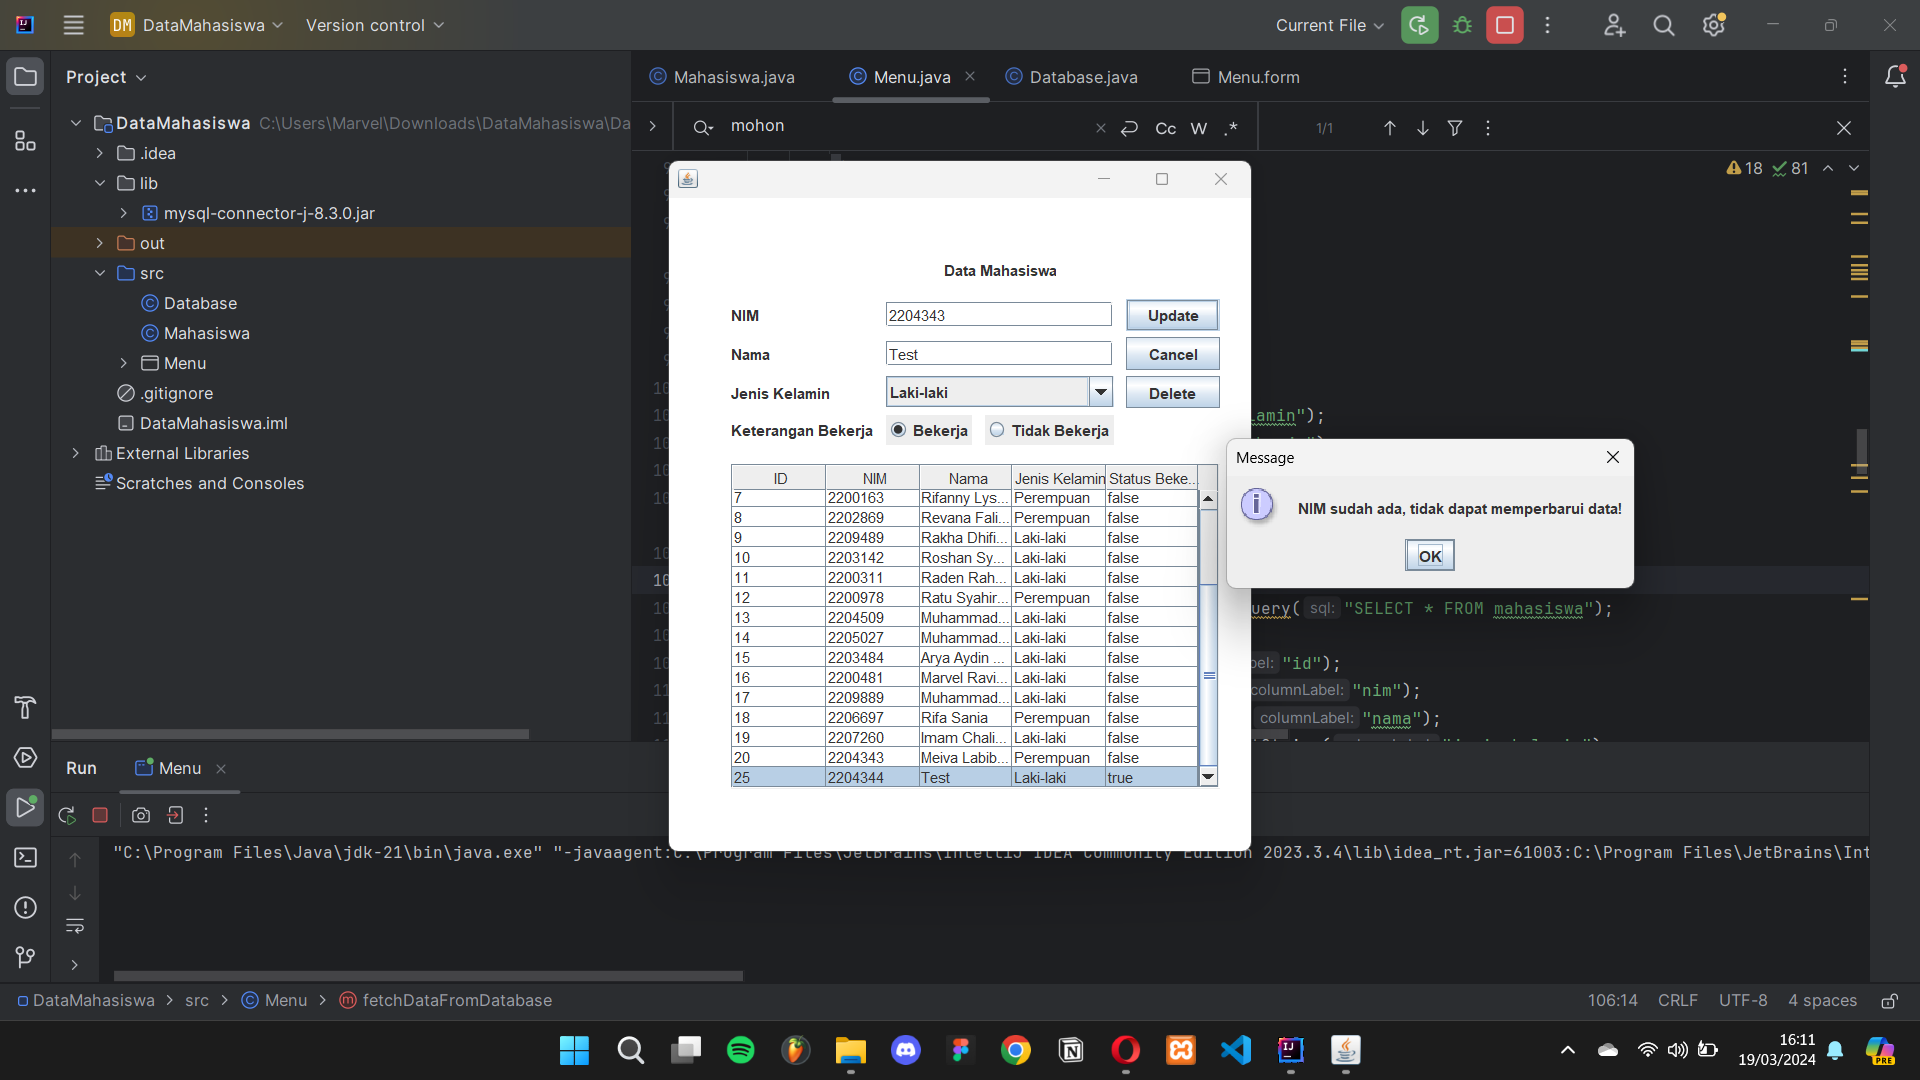 DM DataMahasiswa Version control Current File
Project
Mahasiswa.java Menu.java Database.java Menu.form
DataMahasiswa C:\Users\Marvel\Downloads\DataMahasiswa\Da
mohon Cc W .* 1/1
.idea
lib
mysql-connector-j-8.3.0.jar
out
src
Database
Mahasiswa
Menu
.gitignore
DataMahasiswa.iml
External Libraries
Scratches and Consoles
18 81
Data Mahasiswa
NIM 2204343 Update
Nama Test Cancel
Jenis Kelamin Laki-laki Delete
Keterangan Bekerja Bekerja Tidak Bekerja
ID NIM Nama Jenis Kelamin Status Beke...
7 2200163 Rifanny Lys... Perempuan false
8 2202869 Revana Fali... Perempuan false
9 2209489 Rakha Dhifi... Laki-laki false
10 2203142 Roshan Sy... Laki-laki false
11 2200311 Raden Rah... Laki-laki false
12 2200978 Ratu Syahir... Perempuan false
13 2204509 Muhammad... Laki-laki false
14 2205027 Muhammad... Laki-laki false
15 2203484 Arya Aydin ... Laki-laki false
16 2200481 Marvel Ravi... Laki-laki false
17 2209889 Muhammad... Laki-laki false
18 2206697 Rifa Sania Perempuan false
19 2207260 Imam Chali... Laki-laki false
20 2204343 Meiva Labib... Perempuan false
25 2204344 Test Laki-laki true
lamin");
Message
NIM sudah ada, tidak dapat memperbarui data!
OK
uery( sql: "SELECT * FROM mahasiswa");
bel: "id");
columnLabel: "nim");
columnLabel: "nama");
Run Menu
"C:\Program Files\Java\jdk-21\bin\java.exe" "-javaagent:C:\Program Files\JetBrains\IntelliJ IDEA Community Edition 2023.3.4\lib\idea_rt.jar=61003:C:\Program Files\JetBrains\Int
DataMahasiswa > src > Menu > fetchDataFromDatabase 106:14 CRLF UTF-8 4 spaces
16:11
19/03/2024
PRE